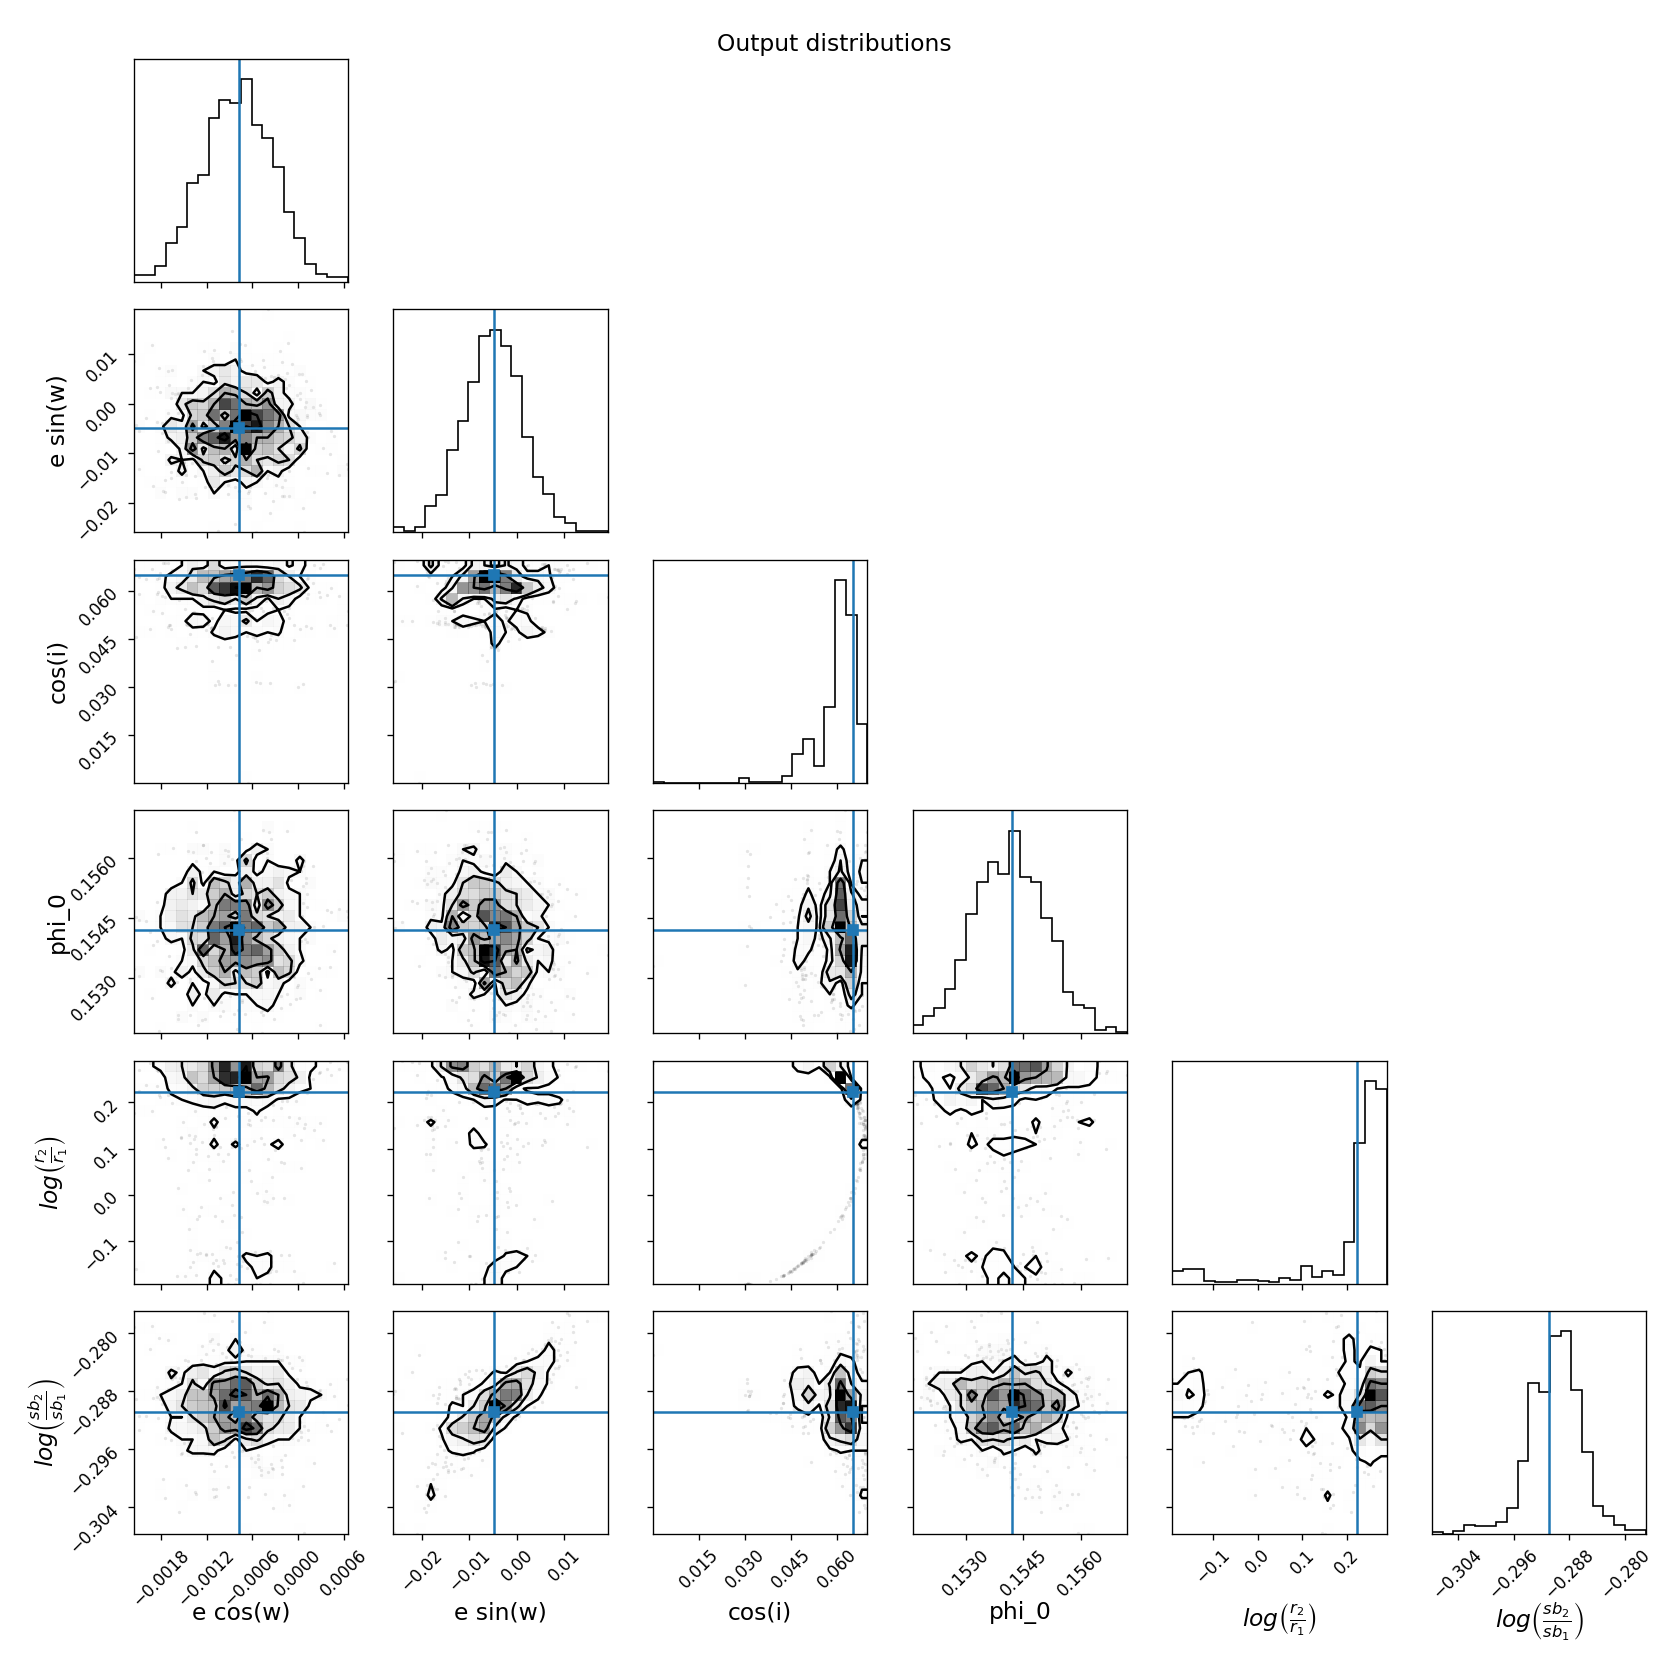 Output distributions
e sin(w)
0.01
0.00
−0.01
−0.02
cos(i)
0.060
0.045
0.030
0.015
phi_0
0.1560
0.1545
0.1530
log(r2/r1)
0.2
0.1
0.0
−0.1
log(sb2/sb1)
−0.280
−0.288
−0.296
−0.304
−0.0018 −0.0012 −0.0006 0.0000 0.0006
−0.02 −0.01 0.00 0.01
0.015 0.030 0.045 0.060
0.1530 0.1545 0.1560
−0.1 0.0 0.1 0.2
−0.304 −0.296 −0.288 −0.280
e cos(w) e sin(w) cos(i) phi_0 log(r2/r1) log(sb2/sb1)